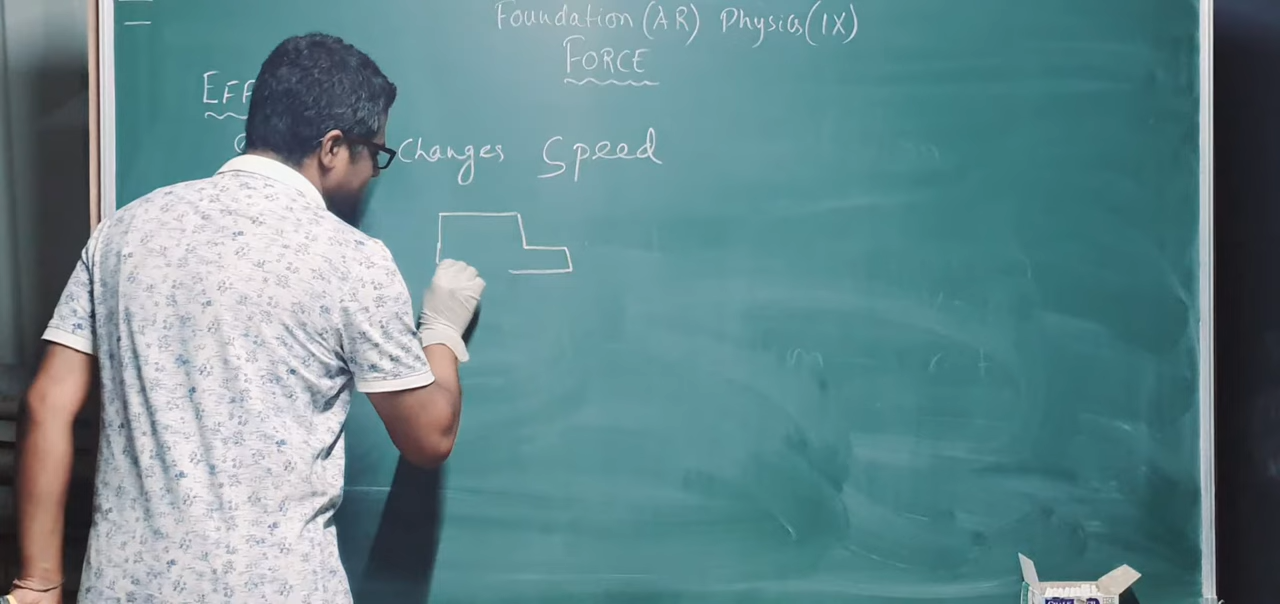 Foundation (AR) Physics (IX)
FORCE
Changes Speed